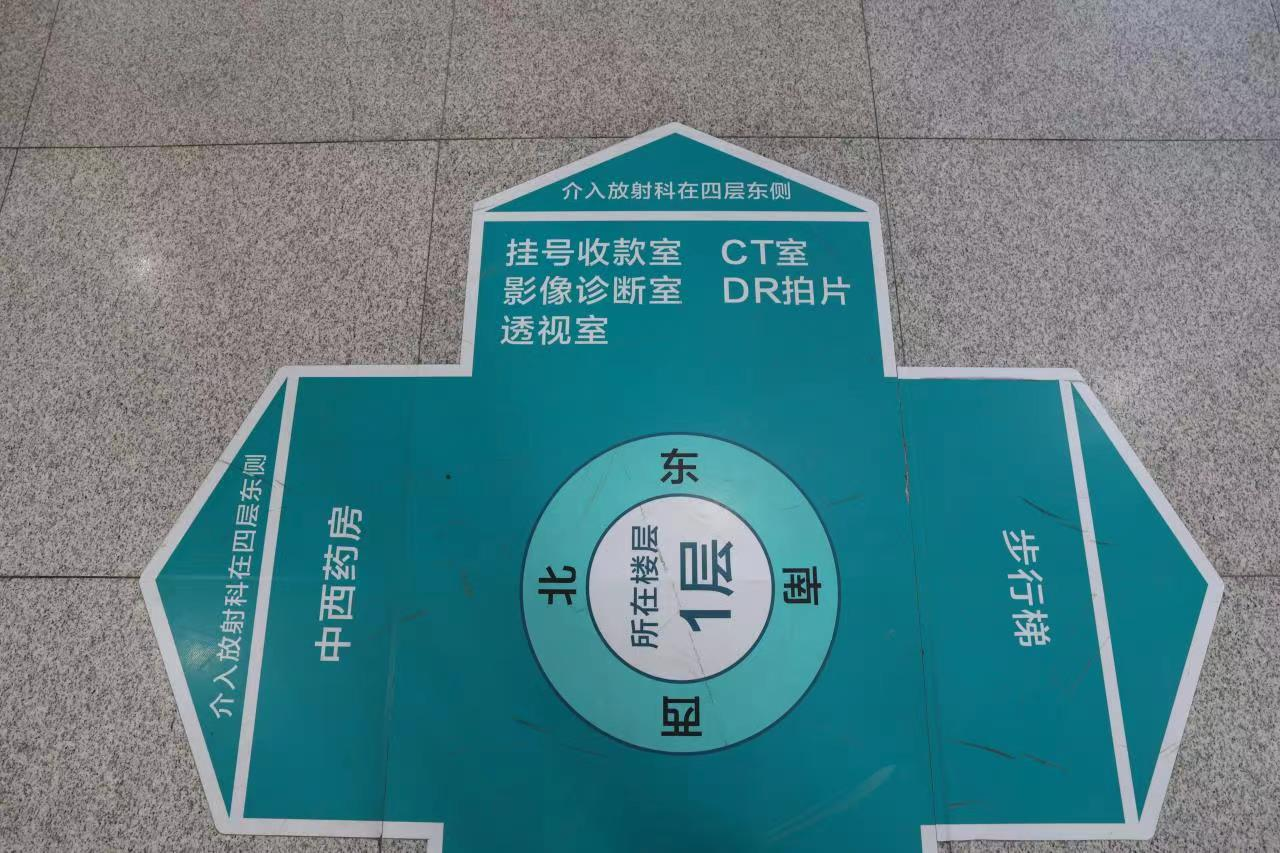 介入放射科在四层东侧
挂号收款室 CT室
影像诊断室 DR拍片
透视室
介入放射科在四层东侧
中西药房
东
北
所在楼层
1层
南
西
步行梯